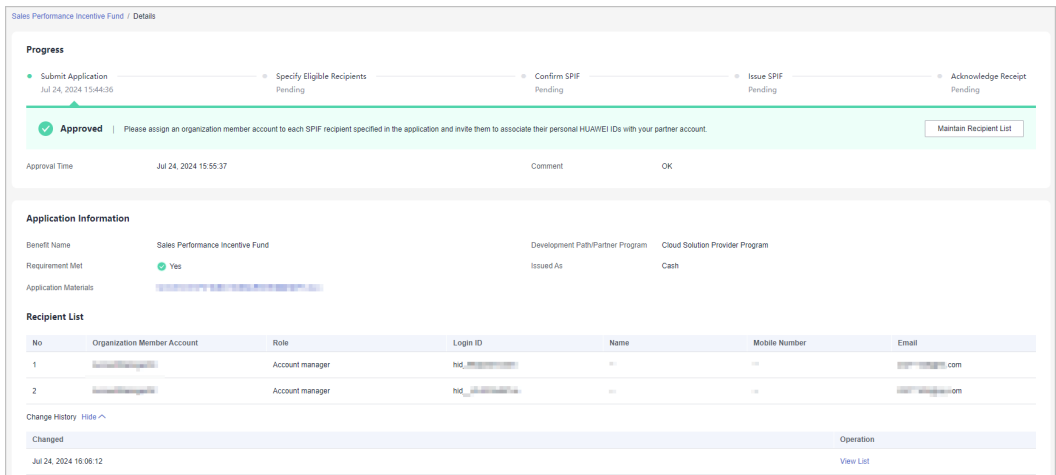 Sales Performance Incentive Fund / Details
Progress
Submit Application Specify Eligible Recipients Confirm SPIF Issue SPIF Acknowledge Receipt
Jul 24, 2024 15:44:36 Pending Pending Pending Pending
Approved | Please assign an organization member account to each SPIF recipient specified in the application and invite them to associate their personal HUAWEI IDs with your partner account. Maintain Recipient List
Approval Time Jul 24, 2024 15:55:37 Comment OK
Application Information
Benefit Name Sales Performance Incentive Fund Development Path/Partner Program Cloud Solution Provider Program
Requirement Met Yes Issued As Cash
Application Materials
Recipient List
No Organization Member Account Role Login ID Name Mobile Number Email
1 Account manager hid_ .com
2 Account manager hid_ om
Change History Hide
Changed Operation
Jul 24, 2024 16:06:12 View List